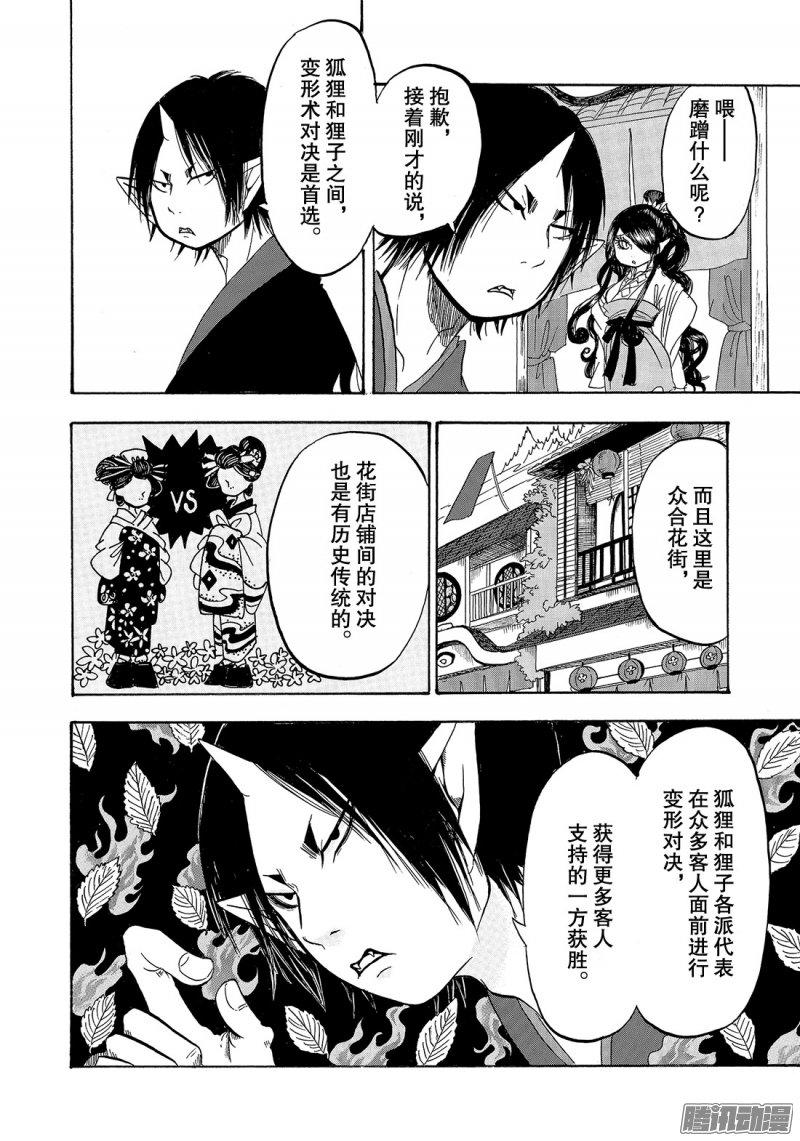 喂——
磨蹭什么呢？
抱歉，
接着刚才的说，
狐狸和狸子之间，
变形术对决是首选。
而且这里是
众合花街，
花街店铺间的对决
也是有历史传统的。
VS
狐狸和狸子各派代表
在众多客人面前进行
变形对决，
获得更多客人
支持的一方获胜。
腾讯动漫